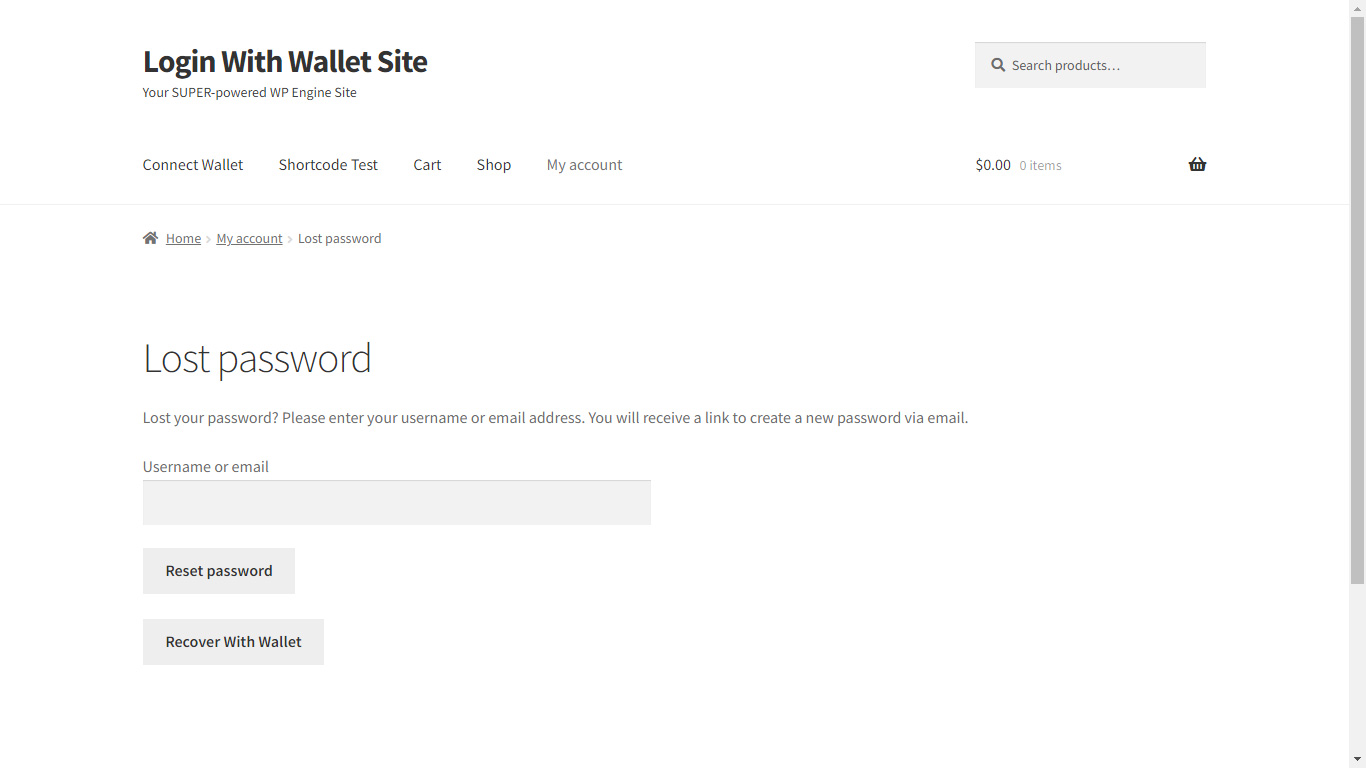 Login With Wallet Site
Your SUPER-powered WP Engine Site
Search products…
Connect Wallet Shortcode Test Cart Shop My account $0.00 0 items
Home › My account › Lost password
Lost password
Lost your password? Please enter your username or email address. You will receive a link to create a new password via email.
Username or email
Reset password
Recover With Wallet